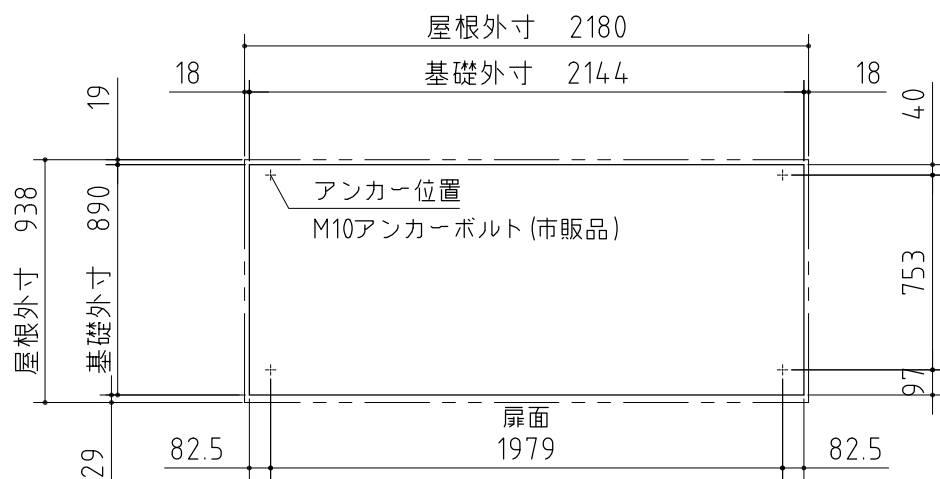 屋根外寸 2180
18 基礎外寸 2144 18
19
40
屋根外寸 938
基礎外寸 890
アンカー位置
M10アンカーボルト(市販品)
753
97
扉面
29
82.5 1979 82.5